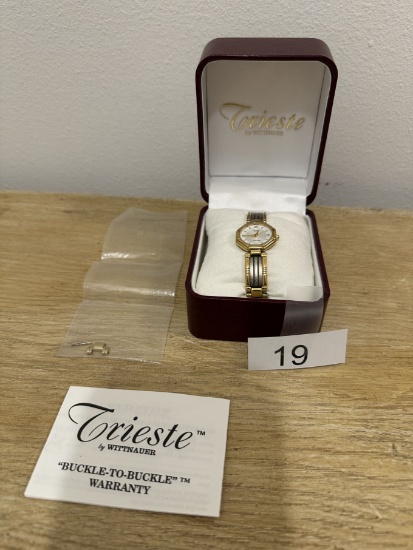 Trieste
by WITTNAUER
19
Trieste™
by WITTNAUER
"BUCKLE-TO-BUCKLE"™
WARRANTY